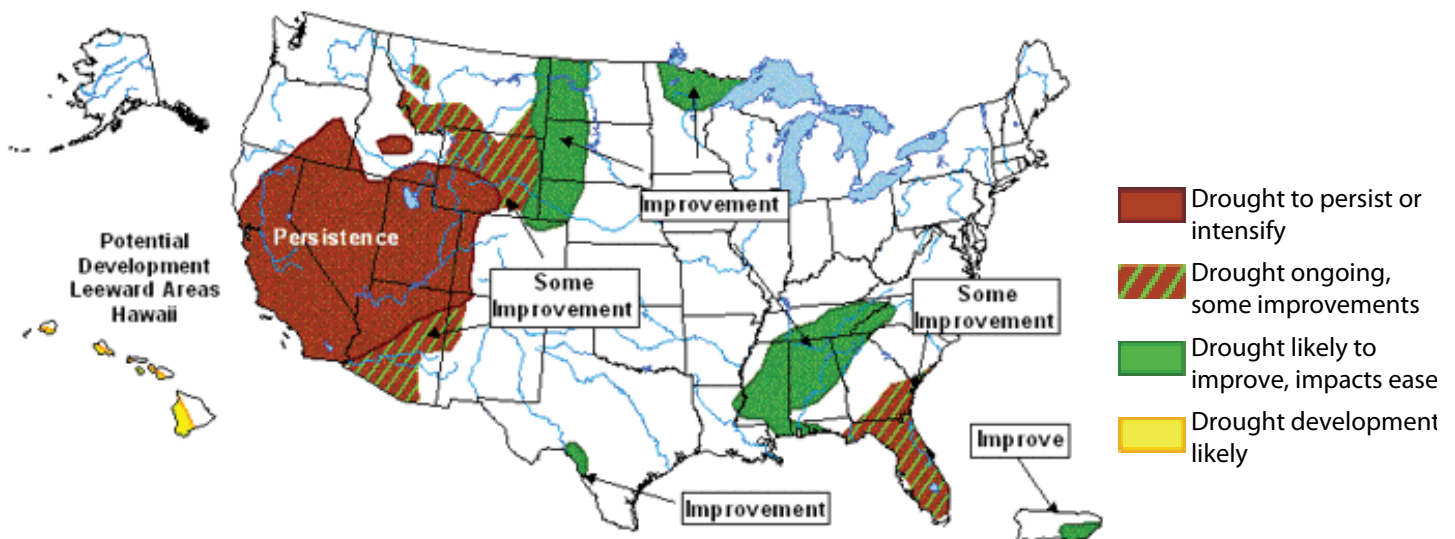 Persistence
Potential
Development
Leeward Areas
Hawaii
Improvement
Some
Improvement
Some
Improvement
Improve
Improvement
Drought to persist or
intensify
Drought ongoing,
some improvements
Drought likely to
improve, impacts ease
Drought development
likely